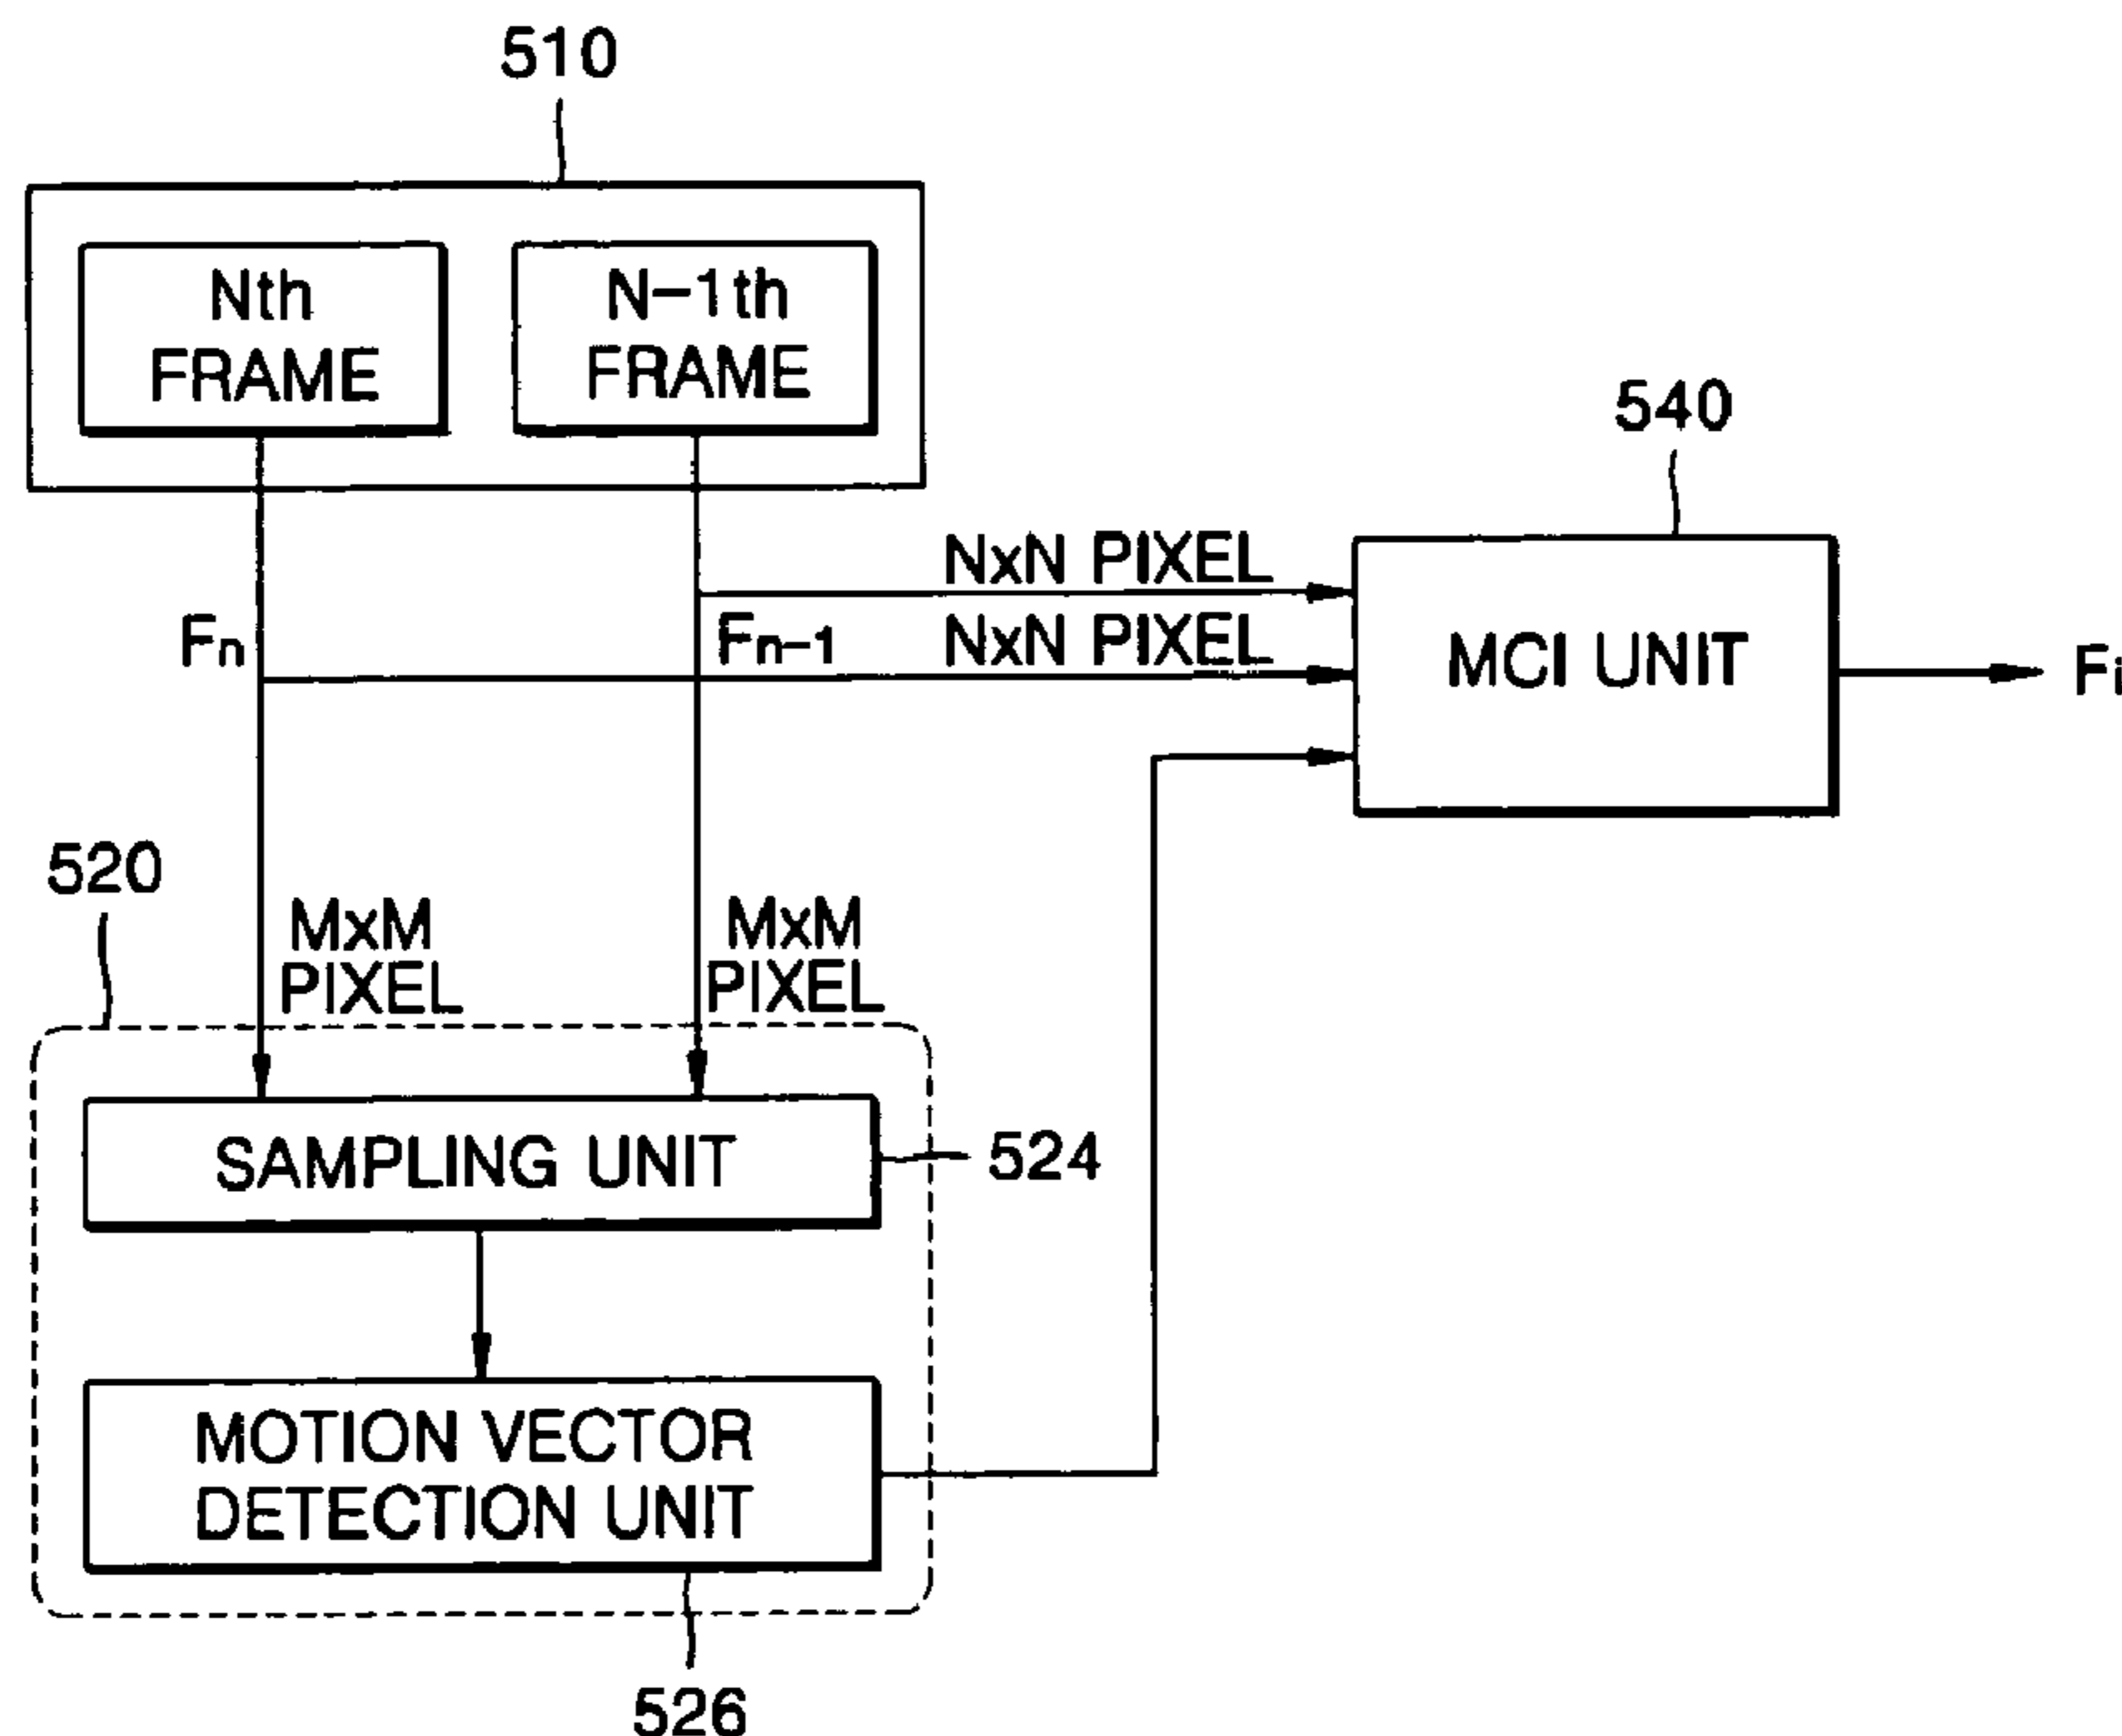 510
Nth
FRAME
N-1th
FRAME
540
NxN PIXEL
Fn
Fn-1
NxN PIXEL
MCI UNIT
Fi
520
MxM
PIXEL
MxM
PIXEL
SAMPLING UNIT
524
MOTION VECTOR
DETECTION UNIT
526